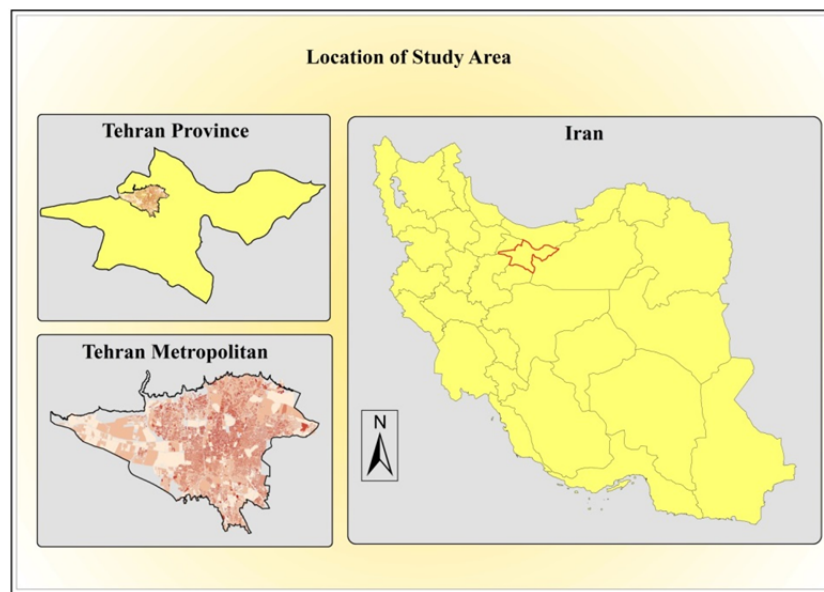 Location of Study Area
Tehran Province
Iran
Tehran Metropolitan
N